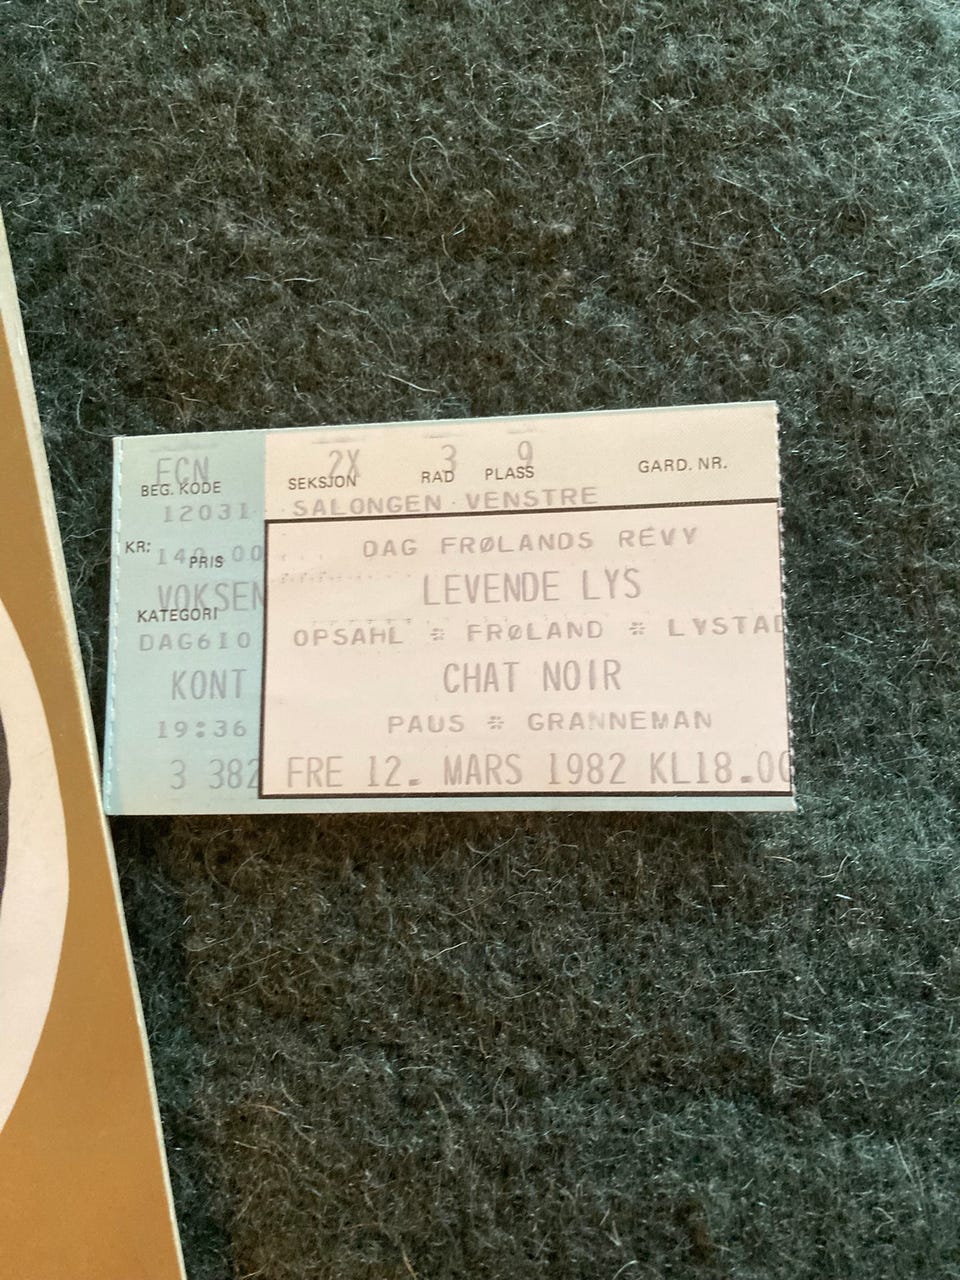 FCN
BEG. KODE
12031
KR: 140.00
PRIS
VOKSEN
KATEGORI
DAG610
KONT
19:36
3 382
2X 3 9
SEKSJON RAD PLASS GARD. NR.
SALONGEN VENSTRE
DAG FRØLANDS REVY
LEVENDE LYS
OPSAHL * FRØLAND * LYSTAD
CHAT NOIR
PAUS * GRANNEMAN
FRE 12. MARS 1982 KL18.00